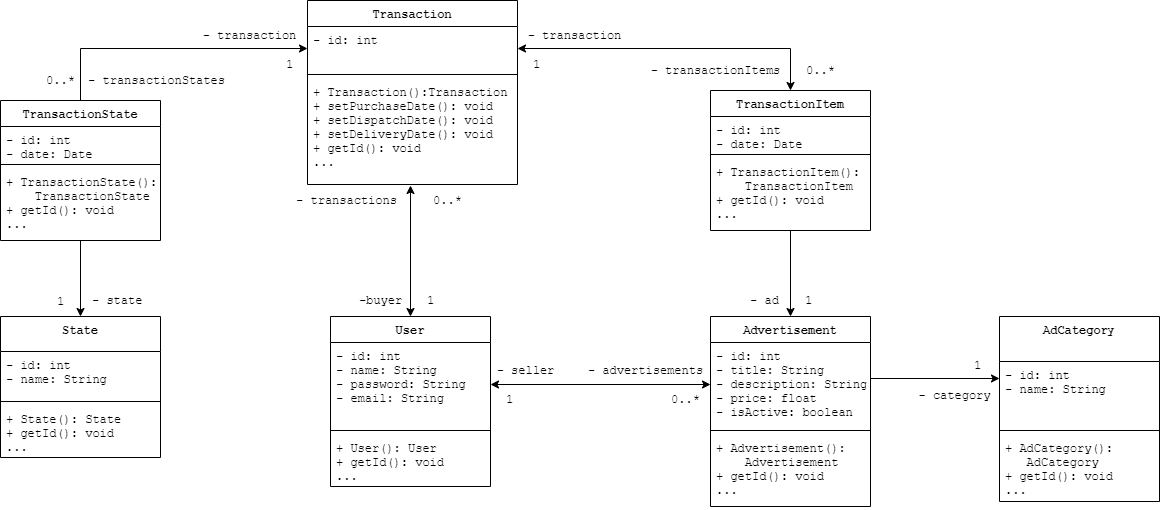 Transaction
- id: int
+ Transaction():Transaction
+ setPurchaseDate(): void
+ setDispatchDate(): void
+ setDeliveryDate(): void
+ getId(): void
...
- transaction
1
0..*
- transactionStates
- transaction
1
- transactionItems
0..*
TransactionState
- id: int
- date: Date
+ TransactionState():
TransactionState
+ getId(): void
...
TransactionItem
- id: int
- date: Date
+ TransactionItem():
TransactionItem
+ getId(): void
...
- transactions
0..*
1
- state
-buyer
1
- ad
1
State
- id: int
- name: String
+ State(): State
+ getId(): void
...
User
- id: int
- name: String
- password: String
- email: String
+ User(): User
+ getId(): void
...
- seller
1
- advertisements
0..*
Advertisement
- id: int
- title: String
- description: String
- price: float
- isActive: boolean
+ Advertisement():
Advertisement
+ getId(): void
...
1
- category
AdCategory
- id: int
- name: String
+ AdCategory():
AdCategory
+ getId(): void
...